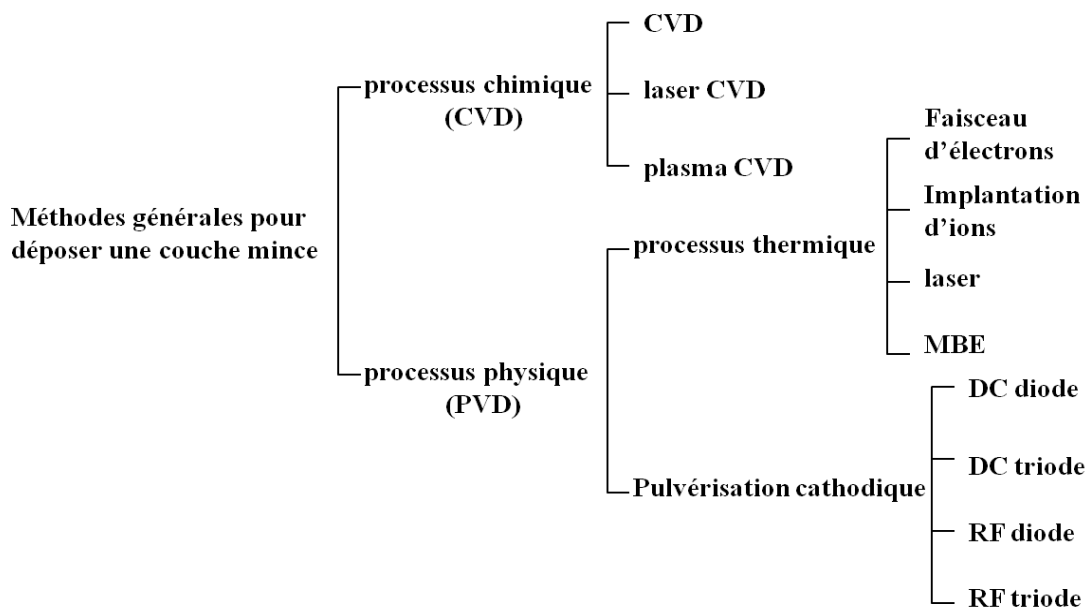 Méthodes générales pour
déposer une couche mince
processus chimique
(CVD)
CVD
laser CVD
plasma CVD
processus physique
(PVD)
processus thermique
Faisceau
d’électrons
Implantation
d’ions
laser
MBE
Pulvérisation cathodique
DC diode
DC triode
RF diode
RF triode